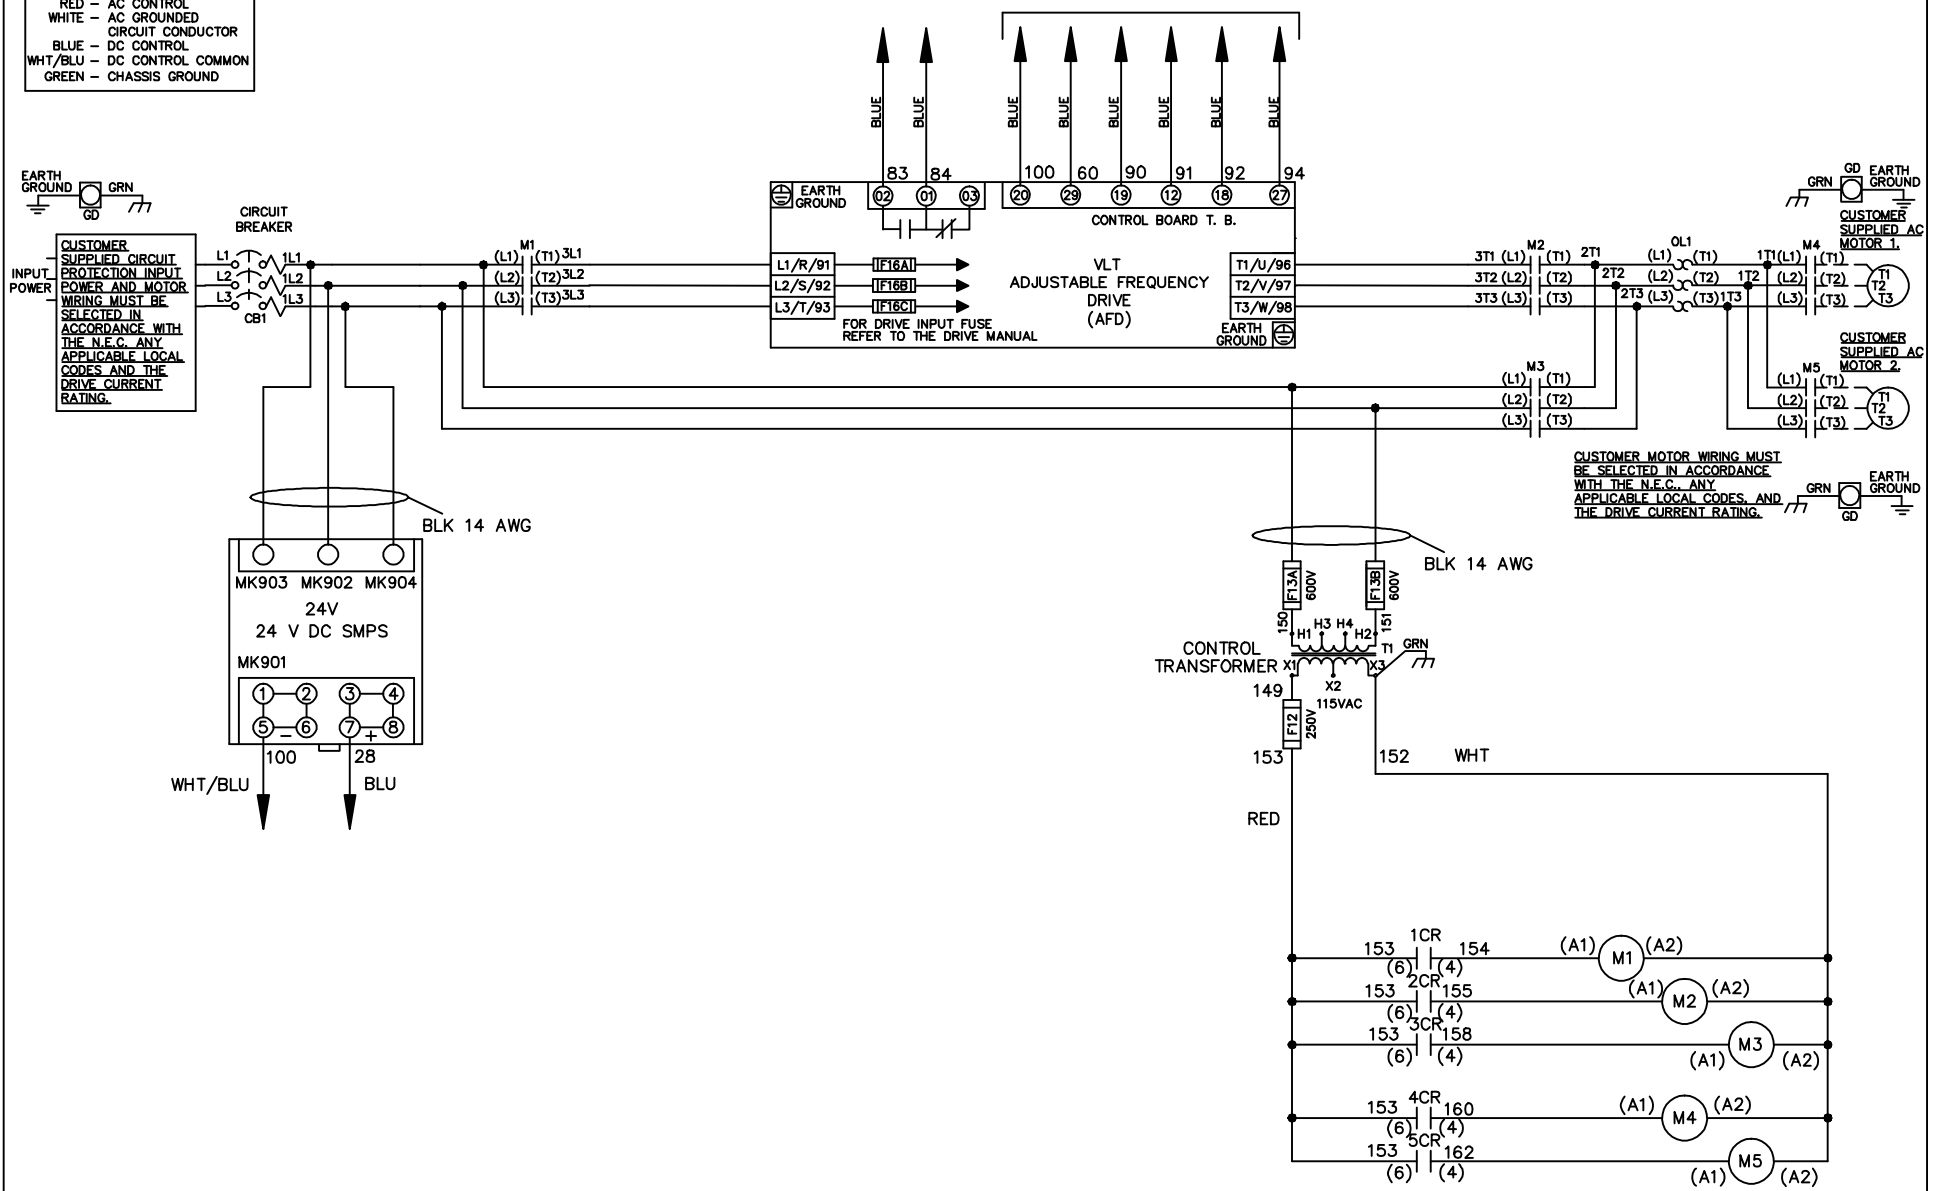 RED – AC CONTROL
WHITE – AC GROUNDED
CIRCUIT CONDUCTOR
BLUE – DC CONTROL
WHT/BLU – DC CONTROL COMMON
GREEN – CHASSIS GROUND
BLUE
BLUE
BLUE
BLUE
BLUE
BLUE
BLUE
BLUE
83
84
100
60
90
91
92
94
EARTH
GROUND
GRN
GD
CIRCUIT
BREAKER
INPUT
POWER
CUSTOMER
SUPPLIED CIRCUIT
PROTECTION INPUT
POWER AND MOTOR
WIRING MUST BE
SELECTED IN
ACCORDANCE WITH
THE N.E.C. ANY
APPLICABLE LOCAL
CODES AND THE
DRIVE CURRENT
RATING.
L1
1L1
L2
1L2
L3
1L3
CB1
M1
(L1) (T1) 3L1
(L2) (T2) 3L2
(L3) (T3) 3L3
EARTH
GROUND
02
01
03
20
29
19
12
18
27
CONTROL BOARD T. B.
L1/R/91
L2/S/92
L3/T/93
F16A
F16B
F16C
FOR DRIVE INPUT FUSE
REFER TO THE DRIVE MANUAL
VLT
ADJUSTABLE FREQUENCY
DRIVE
(AFD)
T1/U/96
T2/V/97
T3/W/98
EARTH
GROUND
3T1 (L1) M2 (T1) 2T1
3T2 (L2) (T2) 2T2
3T3 (L3) (T3) 2T3
OL1
(L1) (T1) 1T1
(L2) (T2) 1T2
(L3) (T3) 1T3
M4
(L1) (T1)
(L2) (T2)
(L3) (T3)
T1
T2
T3
GRN
GD
EARTH
GROUND
CUSTOMER
SUPPLIED AC
MOTOR 1.
M3
(L1) (T1)
(L2) (T2)
(L3) (T3)
M5
(L1) (T1)
(L2) (T2)
(L3) (T3)
T1
T2
T3
CUSTOMER
SUPPLIED AC
MOTOR 2.
CUSTOMER MOTOR WIRING MUST
BE SELECTED IN ACCORDANCE
WITH THE N.E.C., ANY
APPLICABLE LOCAL CODES, AND
THE DRIVE CURRENT RATING.
GRN
GD
EARTH
GROUND
BLK 14 AWG
MK903 MK902 MK904
24V
24 V DC SMPS
MK901
1 2 3 4
5 6 7 8
– +
100
28
WHT/BLU
BLU
BLK 14 AWG
F13A
600V
F13B
600V
150
151
H1 H3 H4 H2
T1
GRN
CONTROL
TRANSFORMER
X1
X3
X2
115VAC
149
F12
250V
153
152
WHT
RED
1CR
153 154
(6) (4)
(A1) M1 (A2)
2CR
153 155
(6) (4)
(A1) M2 (A2)
3CR
153 158
(6) (4)
(A1) M3 (A2)
4CR
153 160
(6) (4)
(A1) M4 (A2)
5CR
153 162
(6) (4)
(A1) M5 (A2)